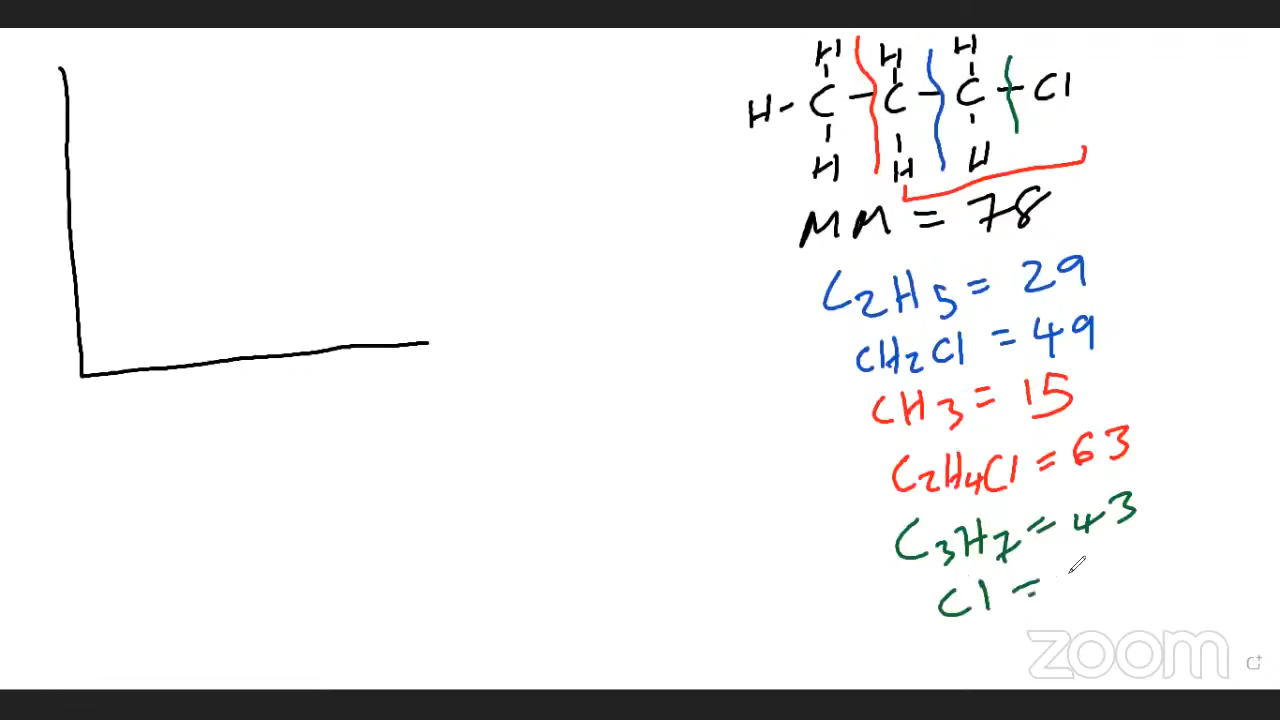 H H H
H - C - C - C - Cl
H H H
MM = 78
C2H5 = 29
CH2Cl = 49
CH3 = 15
C2H4Cl = 63
C3H7 = 43
Cl =
zoom